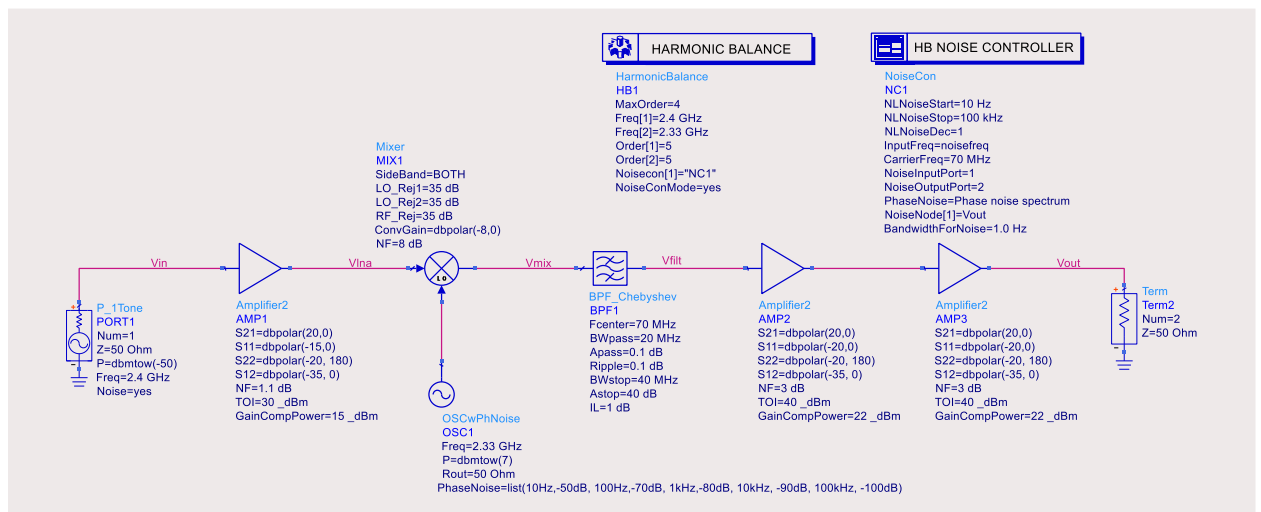 HARMONIC BALANCE
HarmonicBalance
HB1
MaxOrder=4
Freq[1]=2.4 GHz
Freq[2]=2.33 GHz
Order[1]=5
Order[2]=5
Noisecon[1]="NC1"
NoiseConMode=yes
HB NOISE CONTROLLER
NoiseCon
NC1
NLNoiseStart=10 Hz
NLNoiseStop=100 kHz
NLNoiseDec=1
InputFreq=noisefreq
CarrierFreq=70 MHz
NoiseInputPort=1
NoiseOutputPort=2
PhaseNoise=Phase noise spectrum
NoiseNode[1]=Vout
BandwidthForNoise=1.0 Hz
Mixer
MIX1
SideBand=BOTH
LO_Rej1=35 dB
LO_Rej2=35 dB
RF_Rej=35 dB
ConvGain=dbpolar(-8,0)
NF=8 dB
Vin
Vlna
LO
Vmix
Vfilt
Vout
P_1Tone
PORT1
Num=1
Z=50 Ohm
P=dbmtow(-50)
Freq=2.4 GHz
Noise=yes
Amplifier2
AMP1
S21=dbpolar(20,0)
S11=dbpolar(-15,0)
S22=dbpolar(-20, 180)
S12=dbpolar(-35, 0)
NF=1.1 dB
TOI=30 _dBm
GainCompPower=15 _dBm
OSCwPhNoise
OSC1
Freq=2.33 GHz
P=dbmtow(7)
Rout=50 Ohm
PhaseNoise=list(10Hz,-50dB, 100Hz,-70dB, 1kHz,-80dB, 10kHz, -90dB, 100kHz, -100dB)
BPF_Chebyshev
BPF1
Fcenter=70 MHz
BWpass=20 MHz
Apass=0.1 dB
Ripple=0.1 dB
BWstop=40 MHz
Astop=40 dB
IL=1 dB
Amplifier2
AMP2
S21=dbpolar(20,0)
S11=dbpolar(-20,0)
S22=dbpolar(-20, 180)
S12=dbpolar(-35, 0)
NF=3 dB
TOI=40 _dBm
GainCompPower=22 _dBm
Amplifier2
AMP3
S21=dbpolar(20,0)
S11=dbpolar(-20,0)
S22=dbpolar(-20, 180)
S12=dbpolar(-35, 0)
NF=3 dB
TOI=40 _dBm
GainCompPower=22 _dBm
Term
Term2
Num=2
Z=50 Ohm